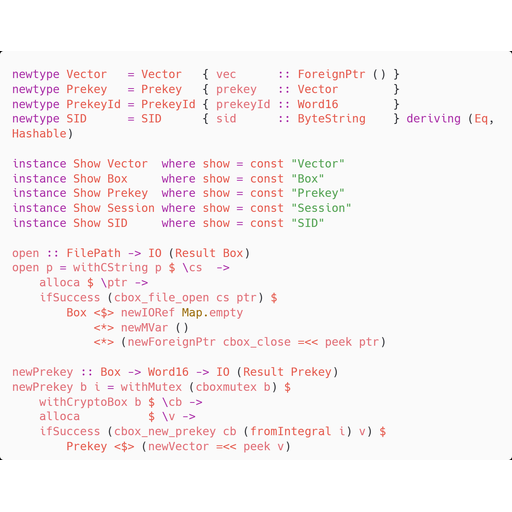 newtype Vector   = Vector   { vec      :: ForeignPtr () }
newtype Prekey   = Prekey   { prekey   :: Vector        }
newtype PrekeyId = PrekeyId { prekeyId :: Word16        }
newtype SID      = SID      { sid      :: ByteString    } deriving (Eq,
Hashable)

instance Show Vector  where show = const "Vector"
instance Show Box     where show = const "Box"
instance Show Prekey  where show = const "Prekey"
instance Show Session where show = const "Session"
instance Show SID     where show = const "SID"

open :: FilePath -> IO (Result Box)
open p = withCString p $ \cs  ->
    alloca $ \ptr ->
    ifSuccess (cbox_file_open cs ptr) $
        Box <$> newIORef Map.empty
            <*> newMVar ()
            <*> (newForeignPtr cbox_close =<< peek ptr)

newPrekey :: Box -> Word16 -> IO (Result Prekey)
newPrekey b i = withMutex (cboxmutex b) $
    withCryptoBox b $ \cb ->
    alloca          $ \v ->
    ifSuccess (cbox_new_prekey cb (fromIntegral i) v) $
        Prekey <$> (newVector =<< peek v)